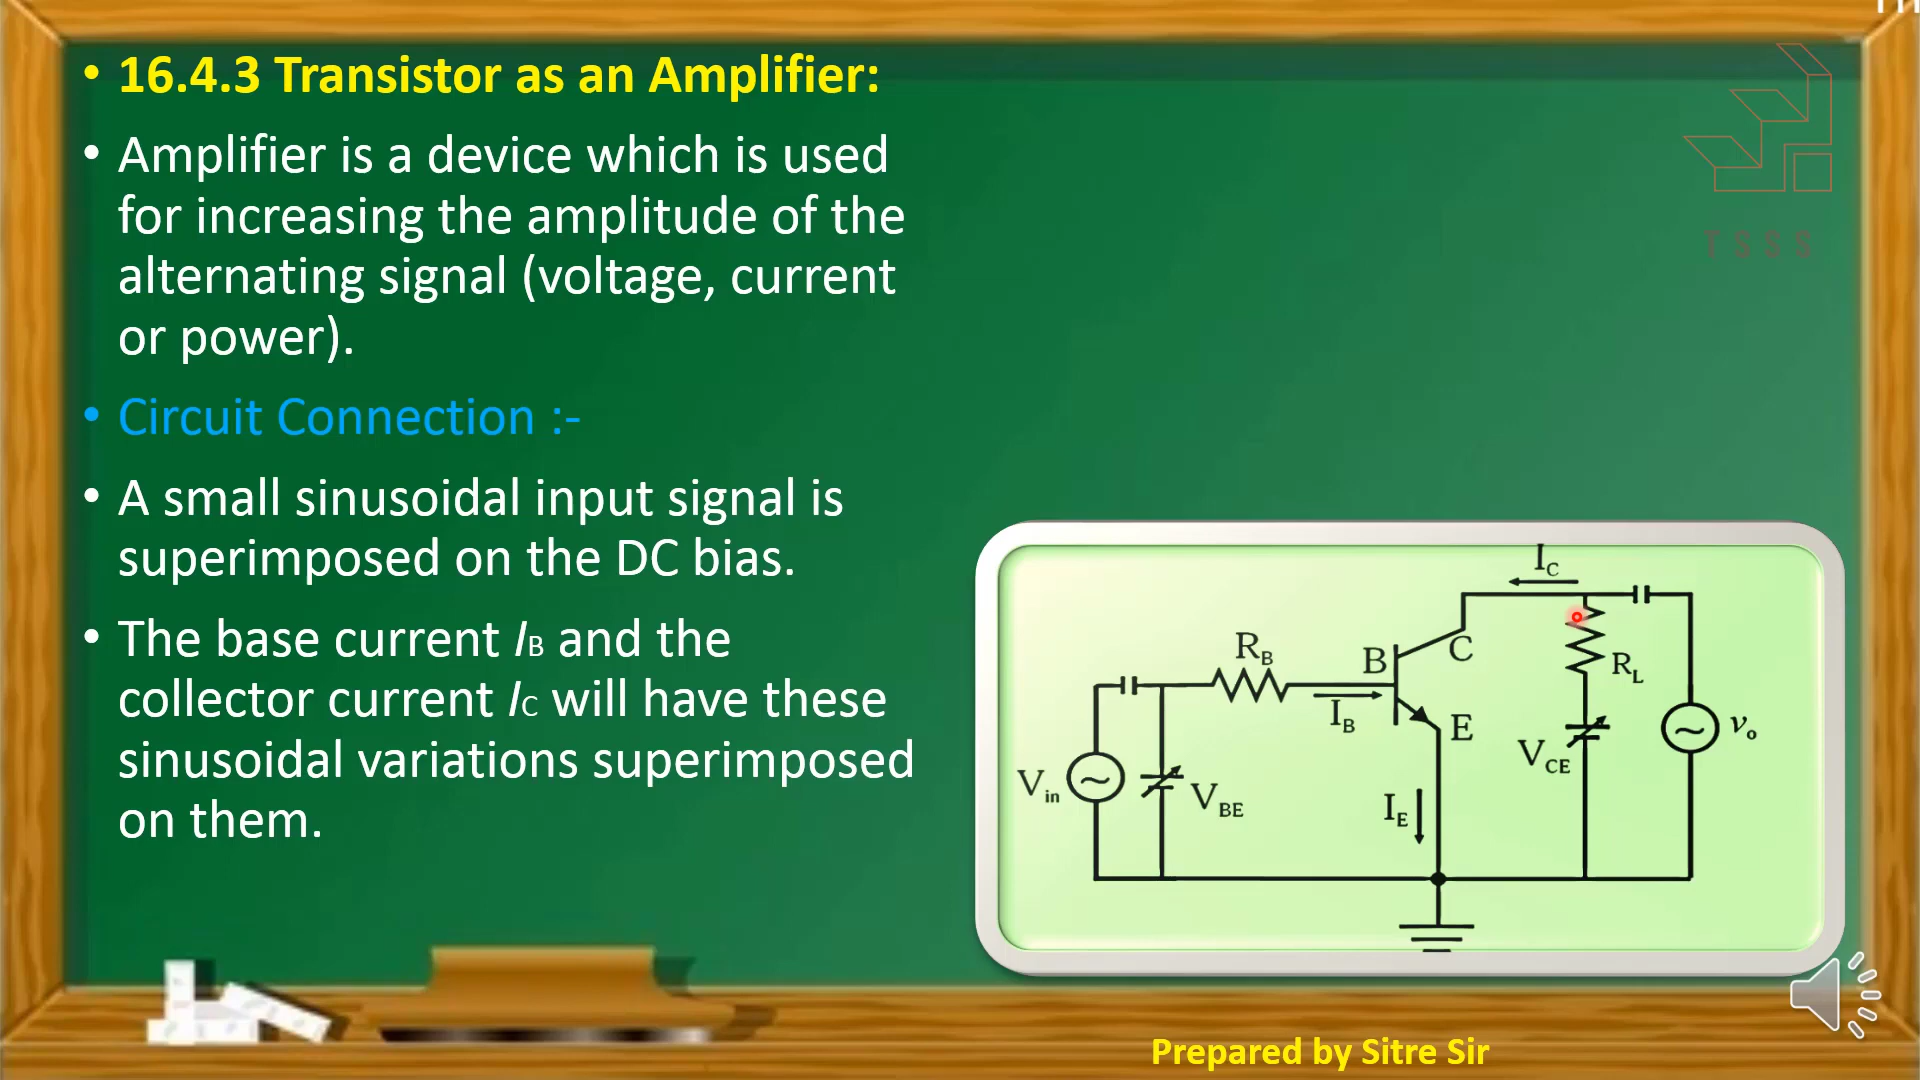 • 16.4.3 Transistor as an Amplifier:
• Amplifier is a device which is used
for increasing the amplitude of the
alternating signal (voltage, current
or power).
• Circuit Connection :-
• A small sinusoidal input signal is
superimposed on the DC bias.
• The base current IB and the
collector current IC will have these
sinusoidal variations superimposed
on them.
TSSS
IC
RB
B
C
RL
IB
E
VCE
vo
Vin
VBE
IE
Prepared by Sitre Sir